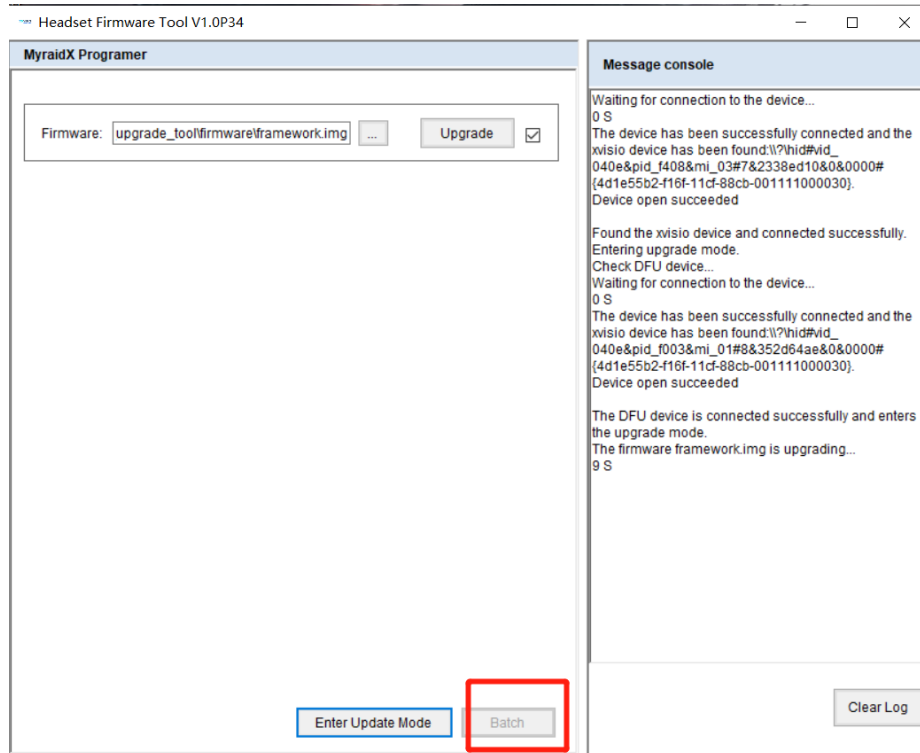 Headset Firmware Tool V1.0P34
MyraidX Programer
Firmware: upgrade_tool\firmware\framework.img ... Upgrade
Enter Update Mode Batch
Message console
Waiting for connection to the device...
0 S
The device has been successfully connected and the
xvisio device has been found:\\?\hid#vid_
040e&pid_f408&mi_03#7&2338ed10&0&0000#
{4d1e55b2-f16f-11cf-88cb-001111000030}.
Device open succeeded
Found the xvisio device and connected successfully.
Entering upgrade mode.
Check DFU device...
Waiting for connection to the device...
0 S
The device has been successfully connected and the
xvisio device has been found:\\?\hid#vid_
040e&pid_f003&mi_01#8&352d64ae&0&0000#
{4d1e55b2-f16f-11cf-88cb-001111000030}.
Device open succeeded
The DFU device is connected successfully and enters
the upgrade mode.
The firmware framework.img is upgrading...
9 S
Clear Log